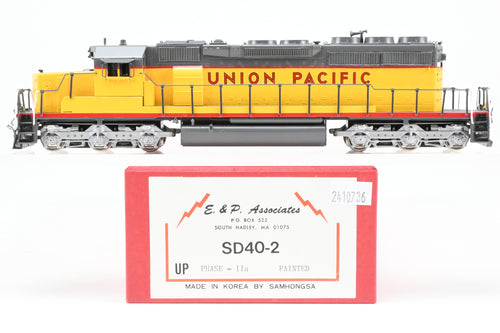 UNION PACIFIC
2410736
E. & P. Associates
P.O. BOX 522
SOUTH HADLEY, MA 01075
SD40-2
UP PHASE - IIa PAINTED
MADE IN KOREA BY SAMHONGSA